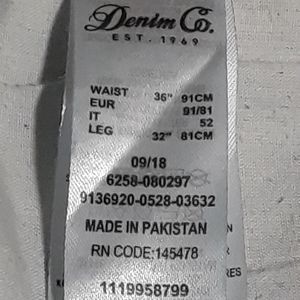 Denim Co.
EST. 1969
WAIST 36" 91CM
EUR 91/81
IT 52
LEG 32" 81CM
09/18
6258-080297
9136920-0528-03632
MADE IN PAKISTAN
RN CODE:145478
1119958799